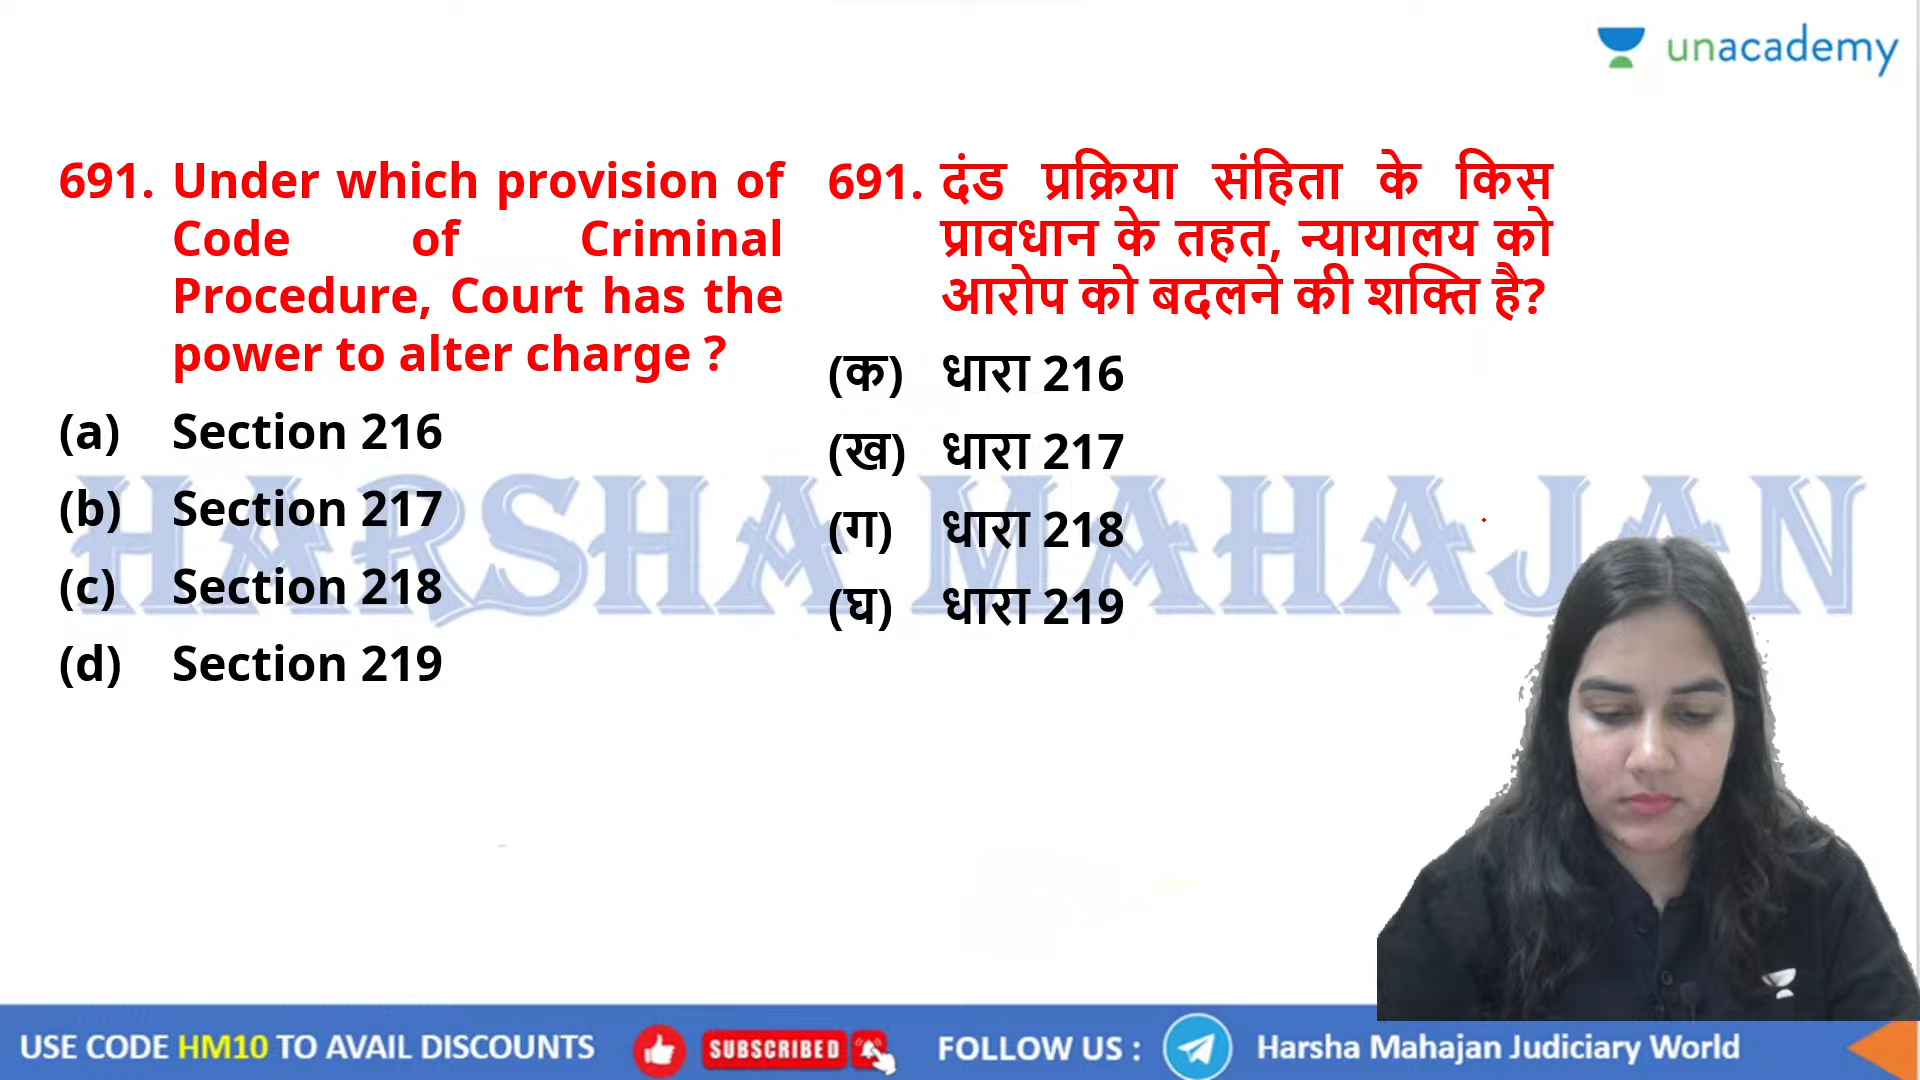 unacademy
691. Under which provision of
Code of Criminal
Procedure, Court has the
power to alter charge ?
(a) Section 216
(b) Section 217
(c) Section 218
(d) Section 219
691. दंड प्रक्रिया संहिता के किस
प्रावधान के तहत, न्यायालय को
आरोप को बदलने की शक्ति है?
(क) धारा 216
(ख) धारा 217
(ग) धारा 218
(घ) धारा 219
HARSHA MAHAJAN
USE CODE HM10 TO AVAIL DISCOUNTS
SUBSCRIBED
FOLLOW US :
Harsha Mahajan Judiciary World